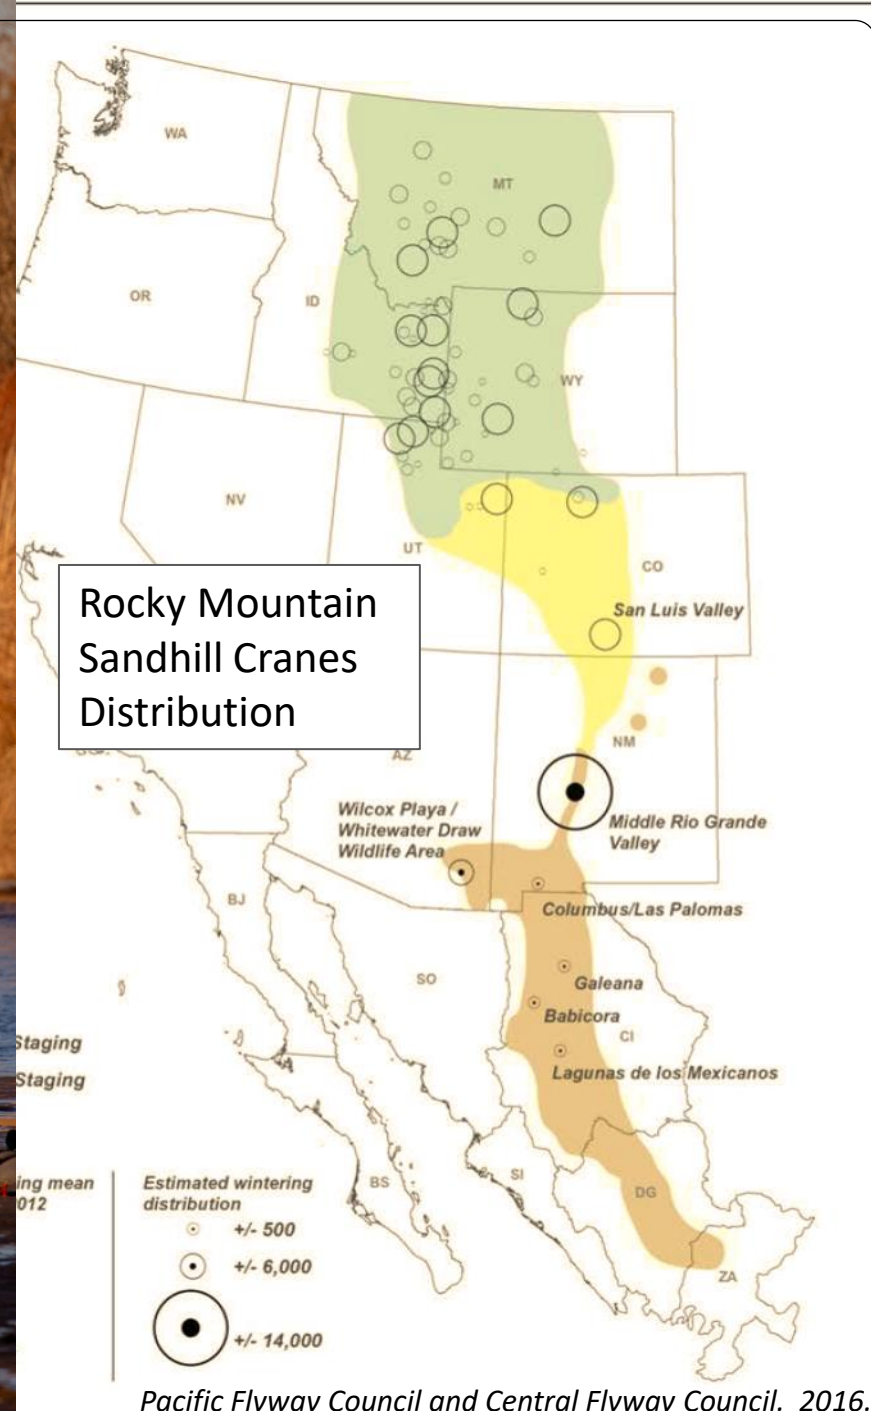 WA
MT
OR
ID
WY
NV
UT
CO
San Luis Valley
Rocky Mountain
Sandhill Cranes
Distribution
NM
AZ
Wilcox Playa /
Whitewater Draw
Wildlife Area
Middle Rio Grande
Valley
BJ
Columbus/Las Palomas
SO
Galeana
Babicora
CI
Staging
Lagunas de los Mexicanos
Staging
ing mean
012
Estimated wintering
distribution
BS
SI
DG
+/- 500
+/- 6,000
ZA
+/- 14,000
Pacific Flyway Council and Central Flyway Council. 2016.